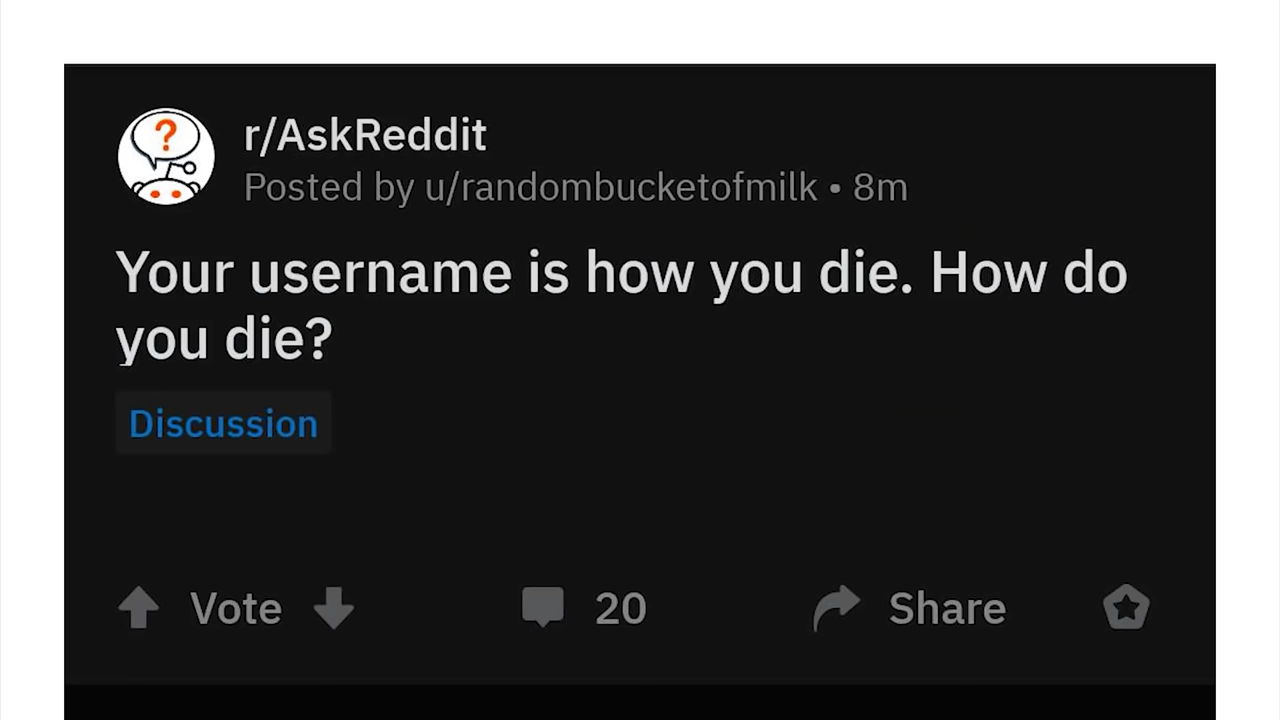 r/AskReddit
Posted by u/randombucketofmilk • 8m
Your username is how you die. How do
you die?
Discussion
Vote 20 Share